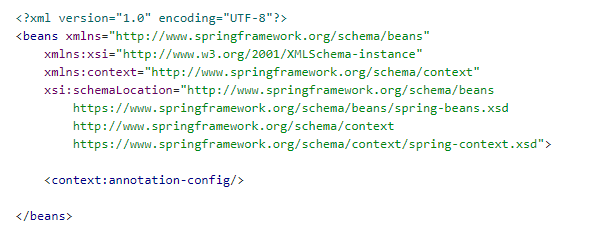 <?xml version="1.0" encoding="UTF-8"?>
<beans xmlns="http://www.springframework.org/schema/beans"
    xmlns:xsi="http://www.w3.org/2001/XMLSchema-instance"
    xmlns:context="http://www.springframework.org/schema/context"
    xsi:schemaLocation="http://www.springframework.org/schema/beans
        https://www.springframework.org/schema/beans/spring-beans.xsd
        http://www.springframework.org/schema/context
        https://www.springframework.org/schema/context/spring-context.xsd">

    <context:annotation-config/>

</beans>